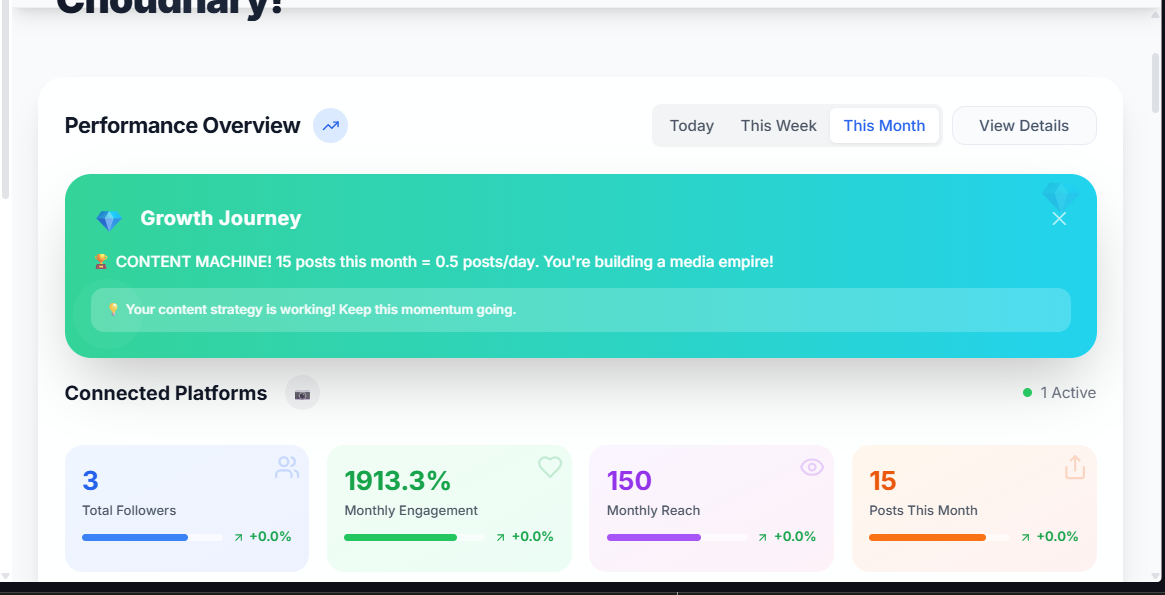 Choudhary!
Performance Overview
Today This Week This Month View Details
Growth Journey
CONTENT MACHINE! 15 posts this month = 0.5 posts/day. You're building a media empire!
Your content strategy is working! Keep this momentum going.
Connected Platforms
1 Active
3
Total Followers
+0.0%
1913.3%
Monthly Engagement
+0.0%
150
Monthly Reach
+0.0%
15
Posts This Month
+0.0%